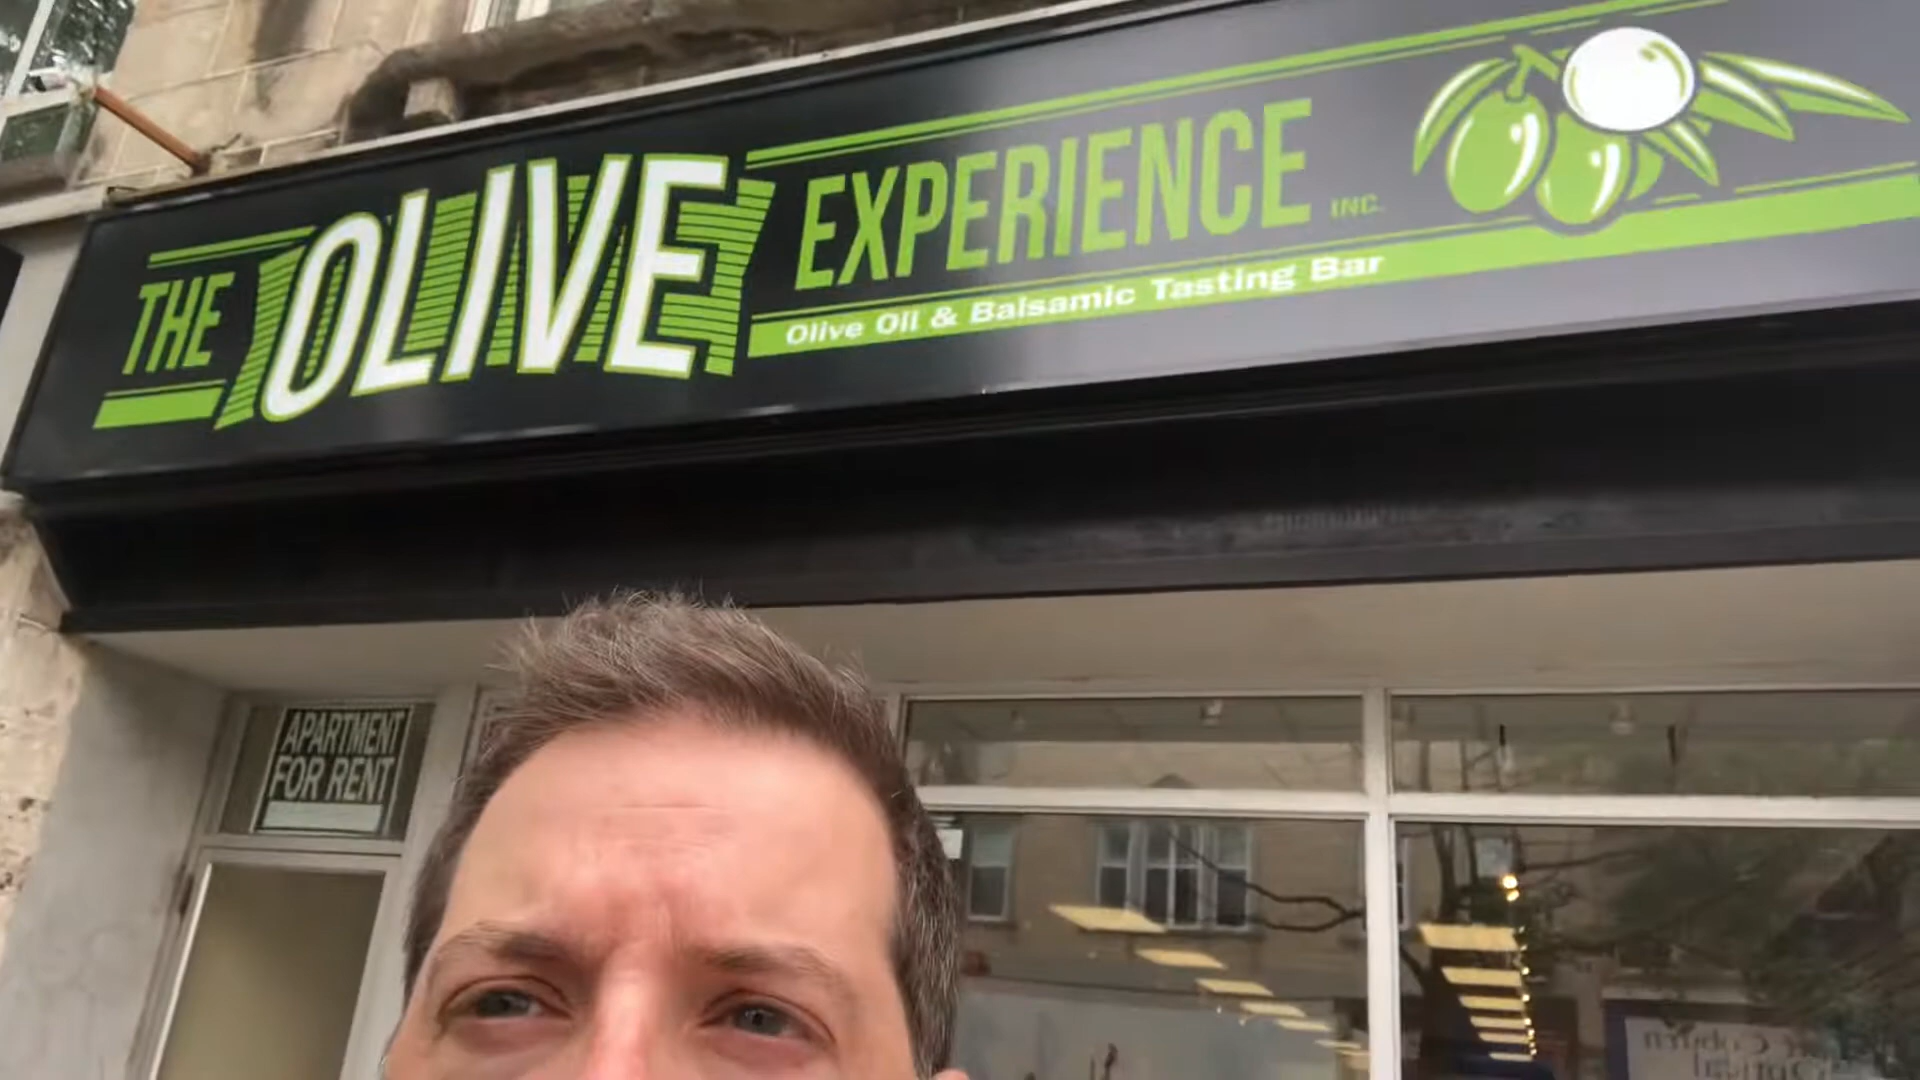 THE OLIVE EXPERIENCE INC.
Olive Oil & Balsamic Tasting Bar
APARTMENT
FOR RENT